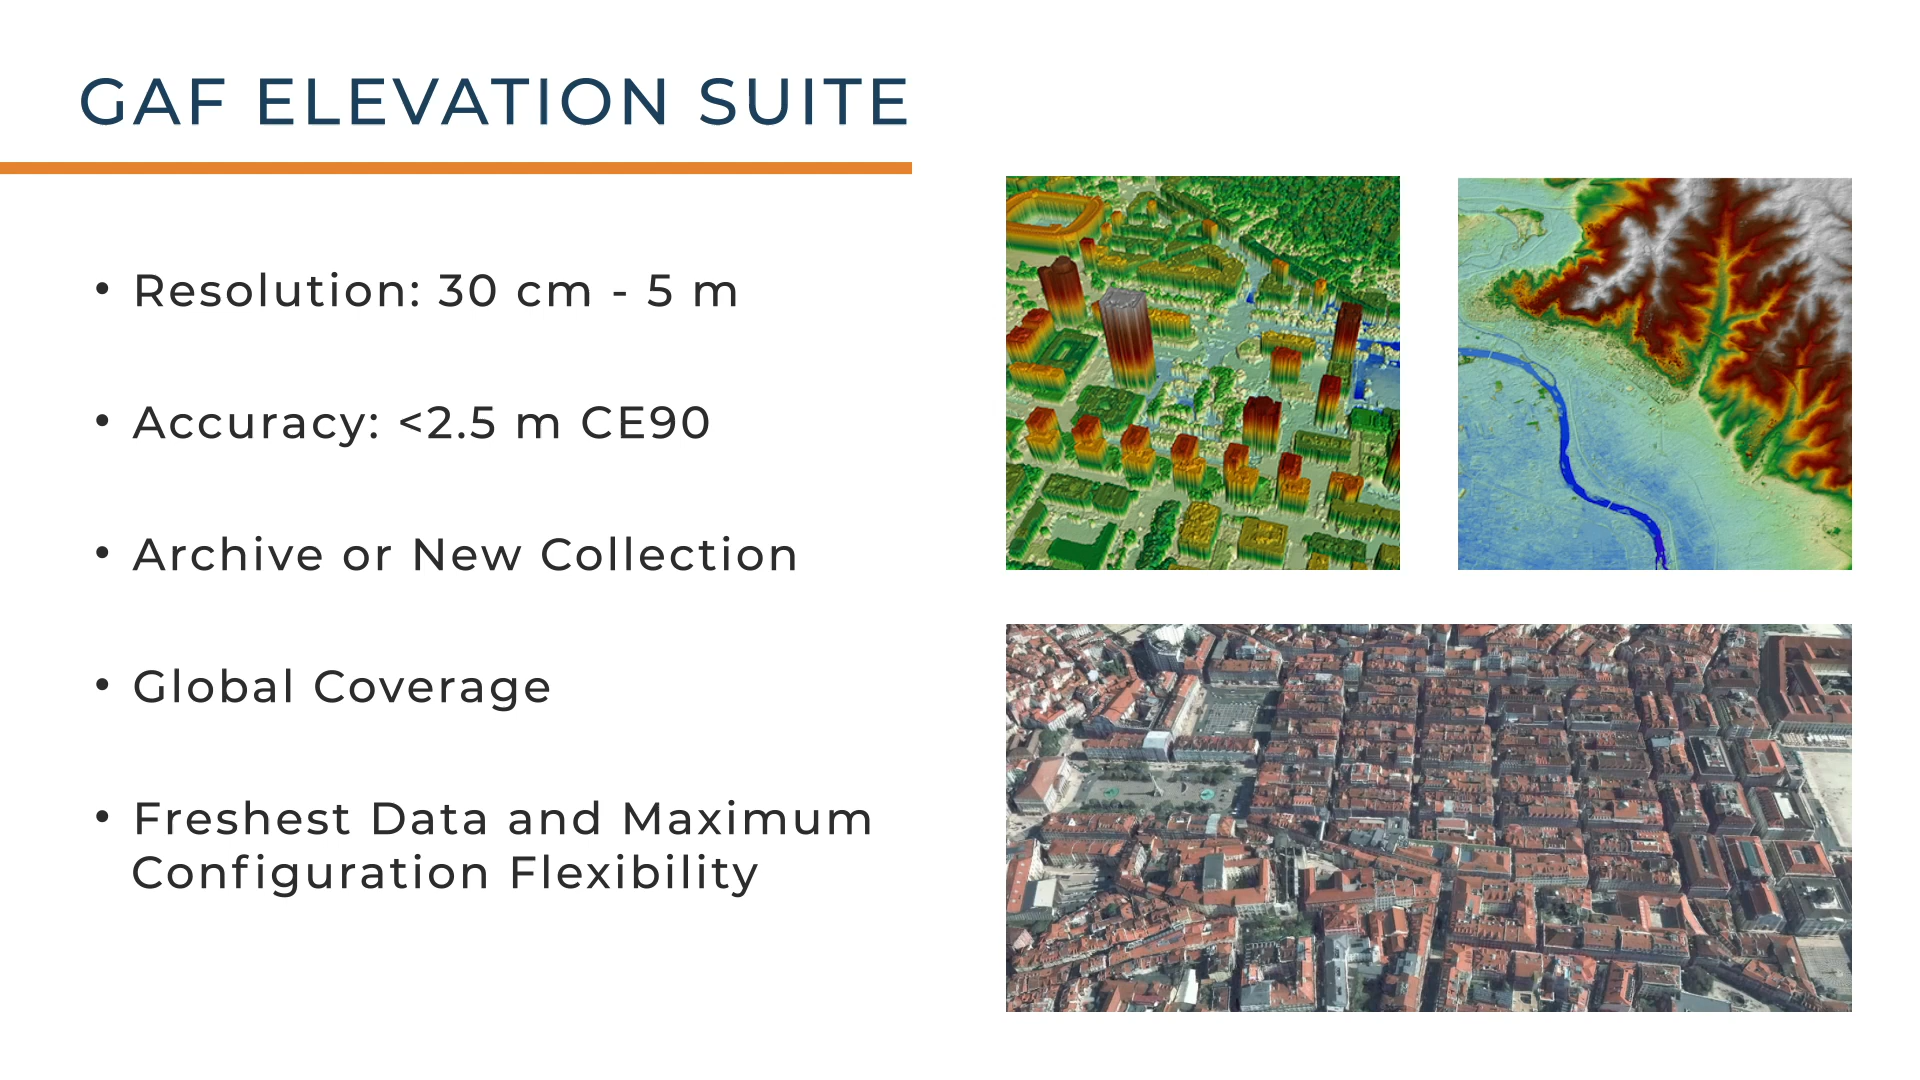 GAF ELEVATION SUITE
• Resolution: 30 cm - 5 m
• Accuracy: <2.5 m CE90
• Archive or New Collection
• Global Coverage
• Freshest Data and Maximum
Configuration Flexibility